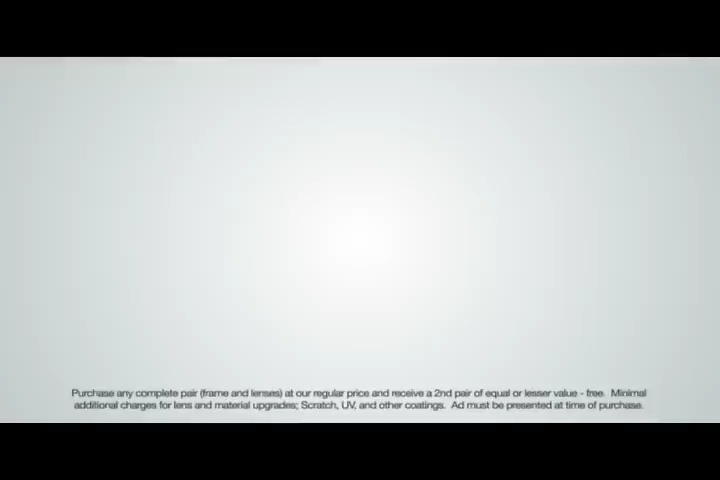 Purchase any complete pair (frame and lenses) at our regular price and receive a 2nd pair of equal or lesser value - free.  Minimal
additional charges for lens and material upgrades; Scratch, UV, and other coatings.  Ad must be presented at time of purchase.